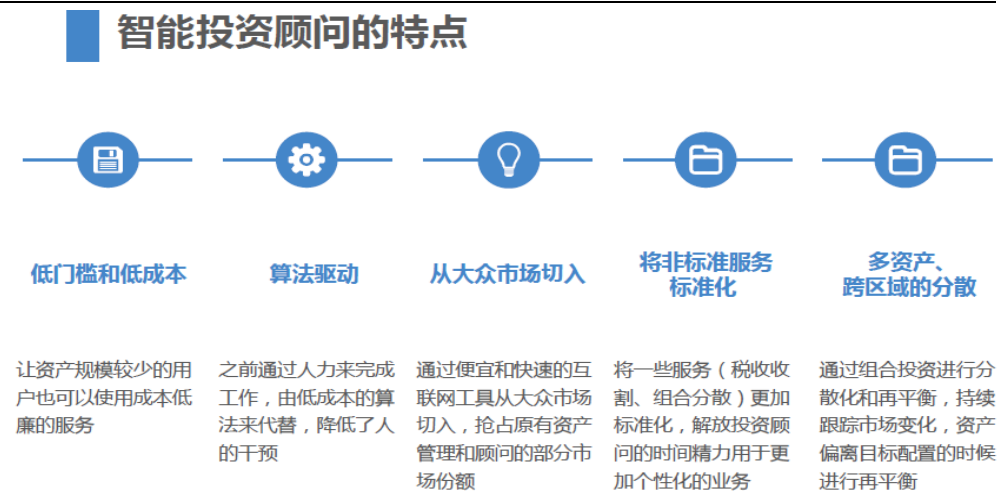 智能投资顾问的特点
低门槛和低成本
算法驱动
从大众市场切入
将非标准服务
标准化
多资产、
跨区域的分散
让资产规模较少的用
户也可以使用成本低
廉的服务
之前通过人力来完成
工作，由低成本的算
法来代替，降低了人
的干预
通过便宜和快速的互
联网工具从大众市场
切入，抢占原有资产
管理和顾问的部分市
场份额
将一些服务（税收收
割、组合分散）更加
标准化，解放投资顾
问的时间精力用于更
加个性化的业务
通过组合投资进行分
散化和再平衡，持续
跟踪市场变化，资产
偏离目标配置的时候
进行再平衡